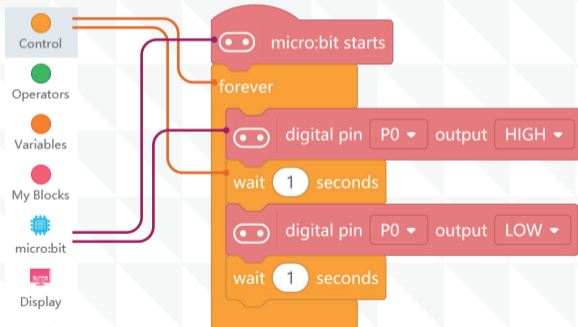 Control
Operators
Variables
My Blocks
micro:bit
Display
micro:bit starts
forever
digital pin P0 output HIGH
wait 1 seconds
digital pin P0 output LOW
wait 1 seconds